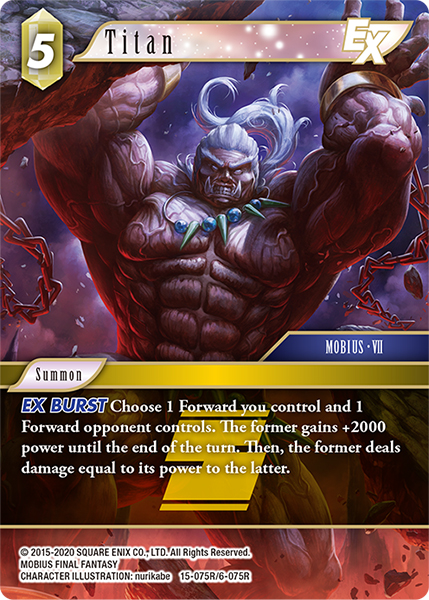 5
Titan
EX
MOBIUS · VII
Summon
EX BURST Choose 1 Forward you control and 1
Forward opponent controls. The former gains +2000
power until the end of the turn. Then, the former deals
damage equal to its power to the latter.
© 2015-2020 SQUARE ENIX CO., LTD. All Rights Reserved.
MOBIUS FINAL FANTASY
CHARACTER ILLUSTRATION: nurikabe 15-075R/6-075R